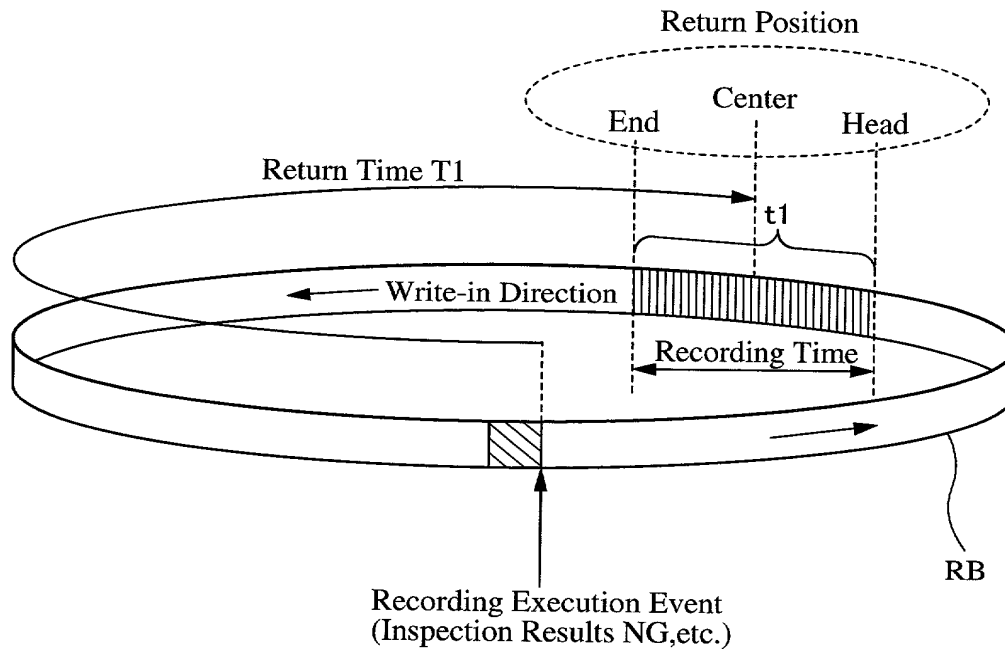 Return Position
Center
End
Head
Return Time T1
t1
Write-in Direction
Recording Time
RB
Recording Execution Event
(Inspection Results NG,etc.)